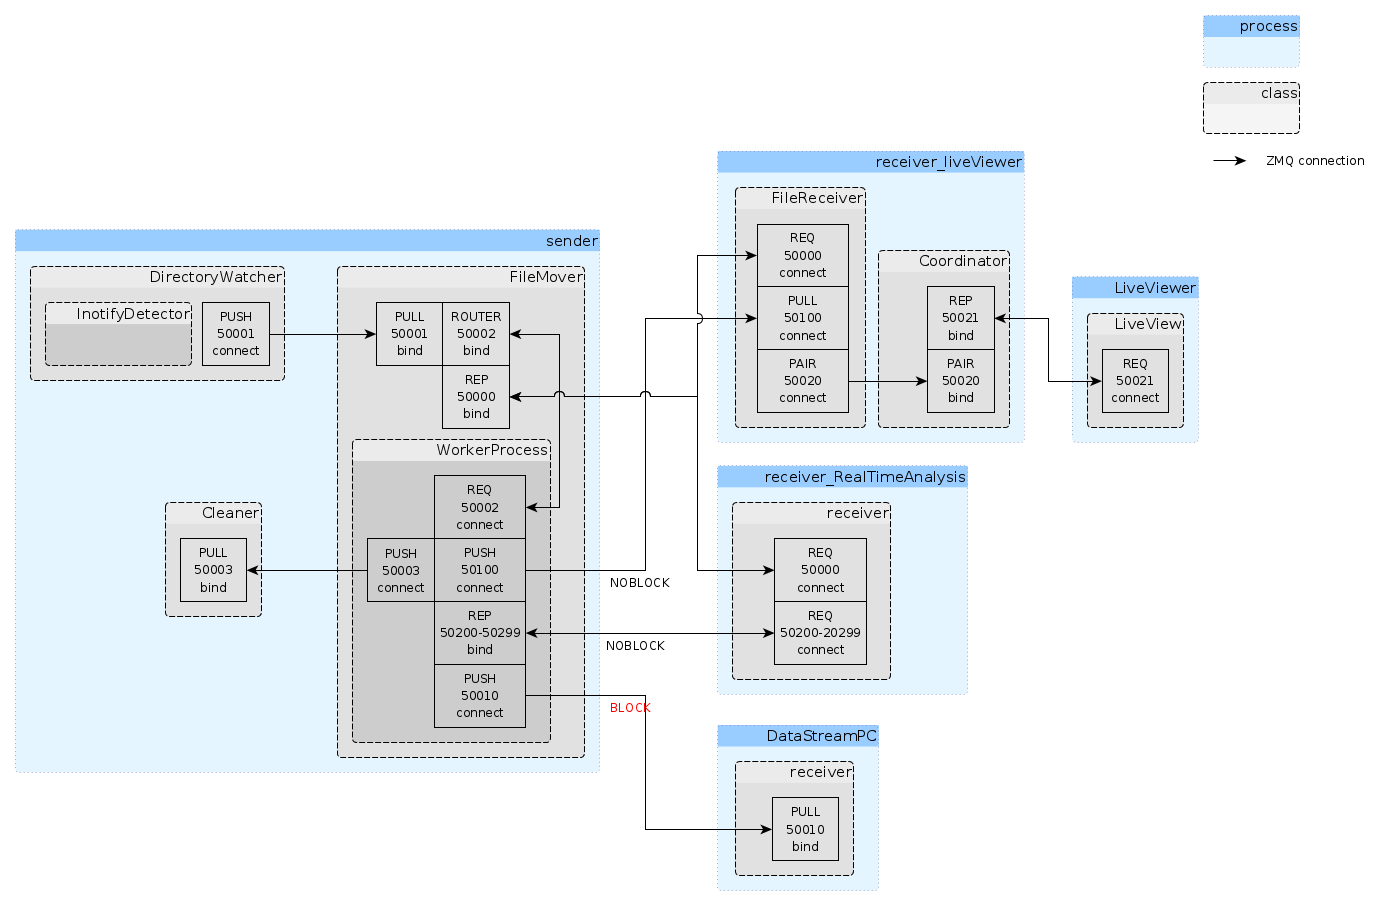 process
class
ZMQ connection
sender
DirectoryWatcher
InotifyDetector
PUSH
50001
connect
FileMover
PULL
50001
bind
ROUTER
50002
bind
REP
50000
bind
WorkerProcess
REQ
50002
connect
PUSH
50003
connect
PUSH
50100
connect
REP
50200-50299
bind
PUSH
50010
connect
Cleaner
PULL
50003
bind
NOBLOCK
NOBLOCK
BLOCK
receiver_liveViewer
FileReceiver
REQ
50000
connect
PULL
50100
connect
PAIR
50020
connect
Coordinator
REP
50021
bind
PAIR
50020
bind
LiveViewer
LiveView
REQ
50021
connect
receiver_RealTimeAnalysis
receiver
REQ
50000
connect
REQ
50200-20299
connect
DataStreamPC
receiver
PULL
50010
bind